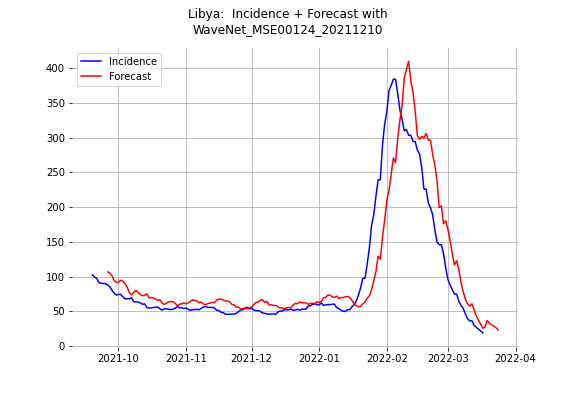 Libya:  Incidence + Forecast with
WaveNet_MSE00124_20211210
Incidence
Forecast
400
350
300
250
200
150
100
50
0
2021-10 2021-11 2021-12 2022-01 2022-02 2022-03 2022-04